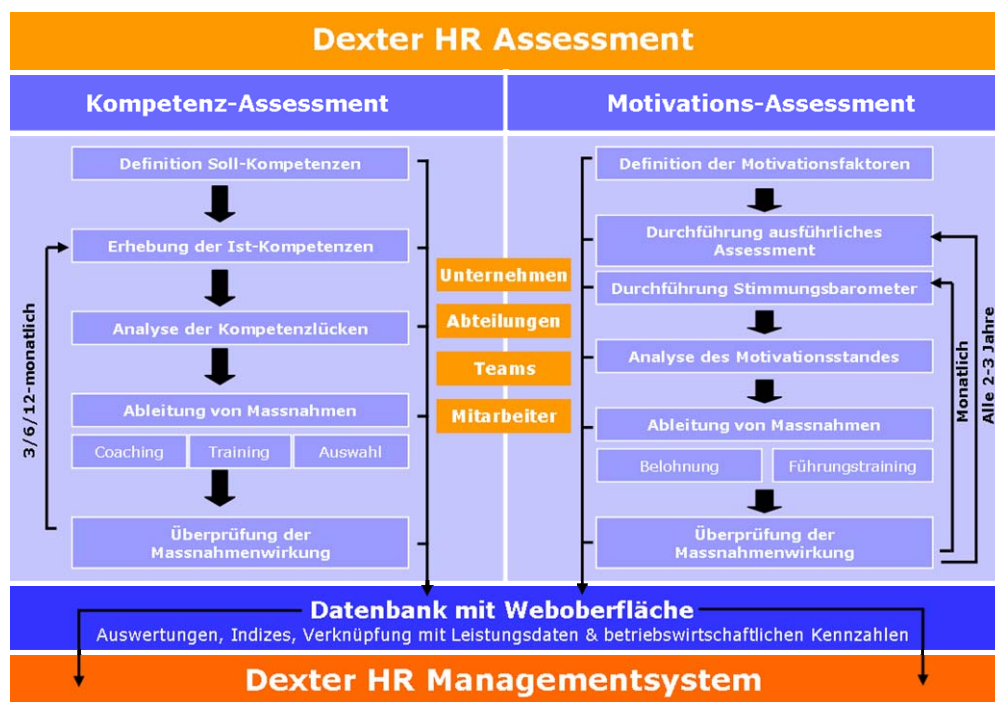 Dexter HR Assessment
Kompetenz-Assessment
Definition Soll-Kompetenzen
Erhebung der Ist-Kompetenzen
Analyse der Kompetenzlücken
Ableitung von Massnahmen
Coaching
Training
Auswahl
Überprüfung der
Massnahmenwirkung
3/6/12-monatlich
Unternehmen
Abteilungen
Teams
Mitarbeiter
Motivations-Assessment
Definition der Motivationsfaktoren
Durchführung ausführliches
Assessment
Durchführung Stimmungsbarometer
Analyse des Motivationsstandes
Ableitung von Massnahmen
Belohnung
Führungstraining
Überprüfung der
Massnahmenwirkung
Monatlich
Alle 2-3 Jahre
Datenbank mit Weboberfläche
Auswertungen, Indizes, Verknüpfung mit Leistungsdaten & betriebswirtschaftlichen Kennzahlen
Dexter HR Managementsystem